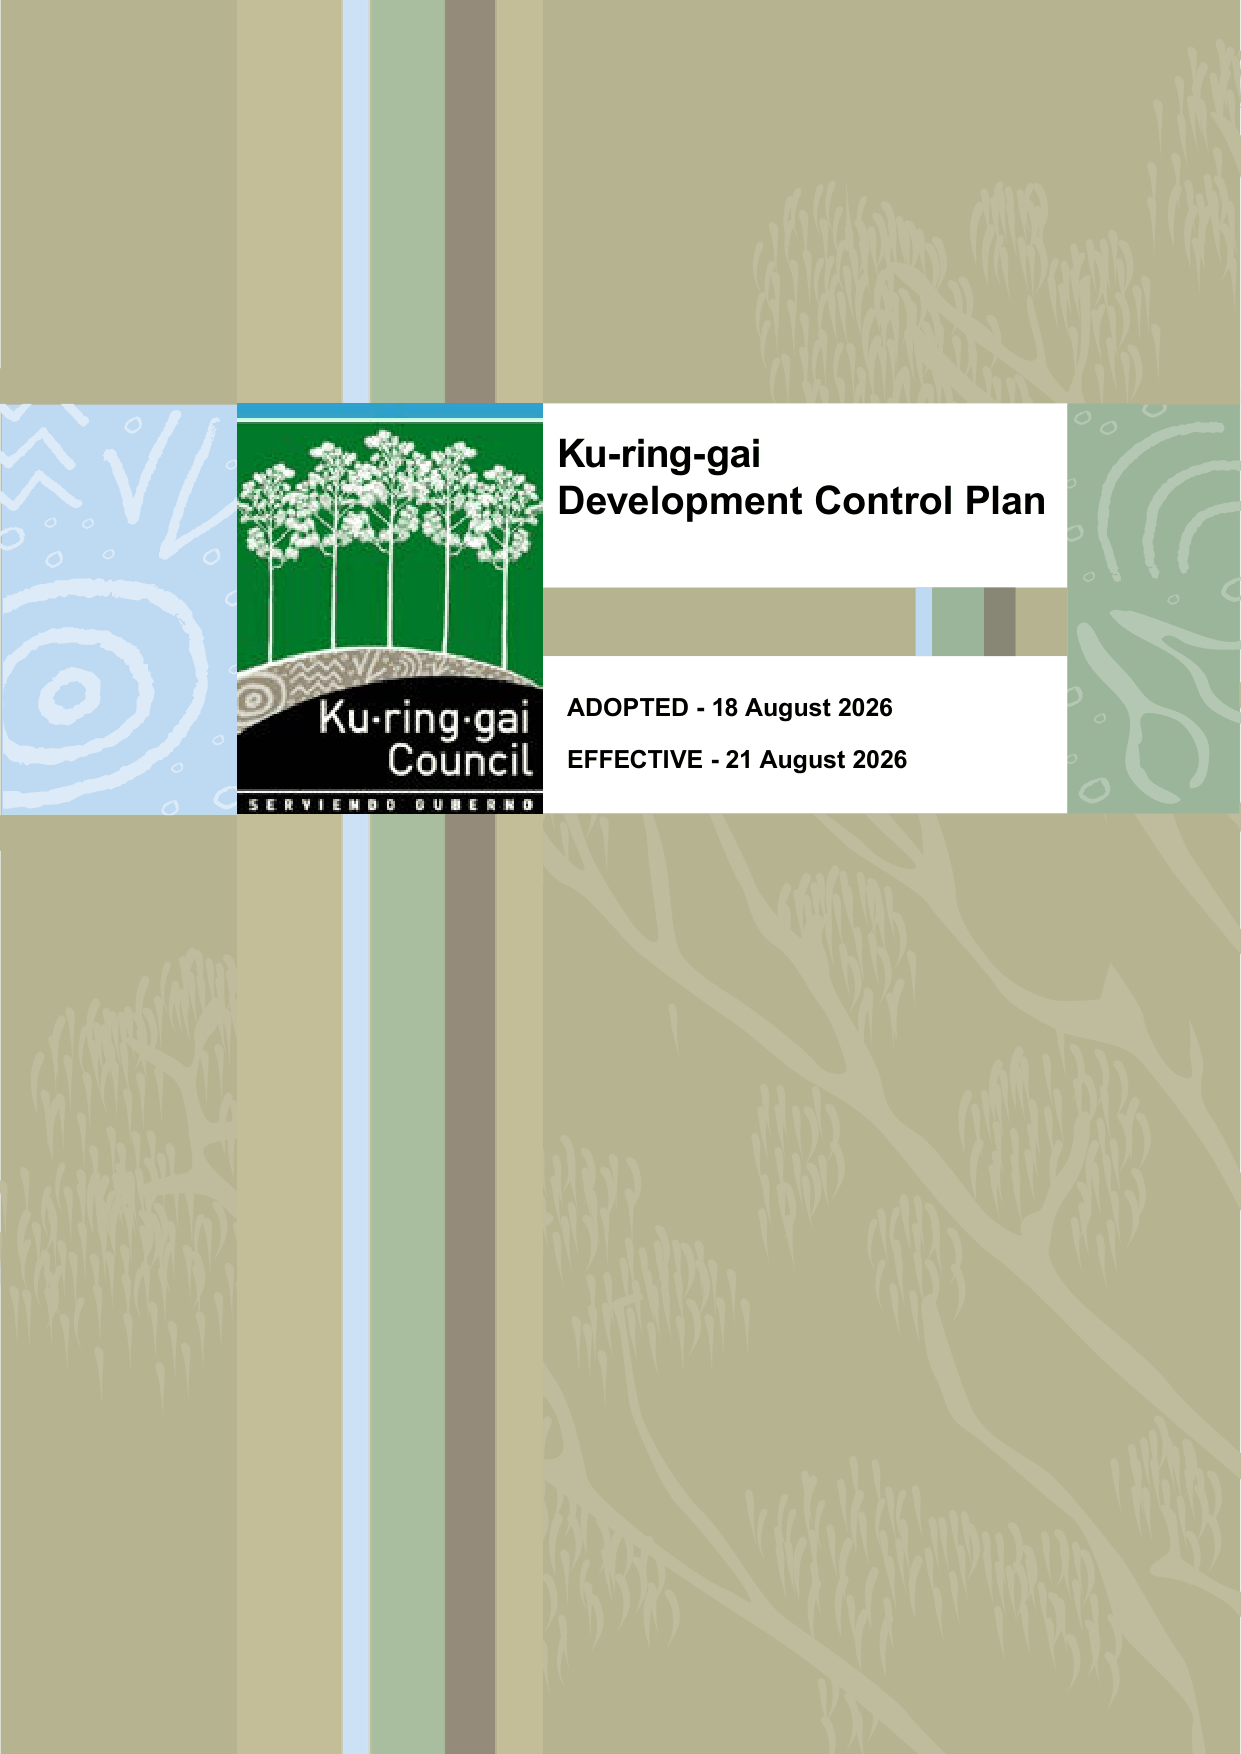 Ku-ring-gai
Development Control Plan
Ku·ring·gai
Council
SERVIENDO GUBERNO
ADOPTED - 18 August 2026
EFFECTIVE - 21 August 2026